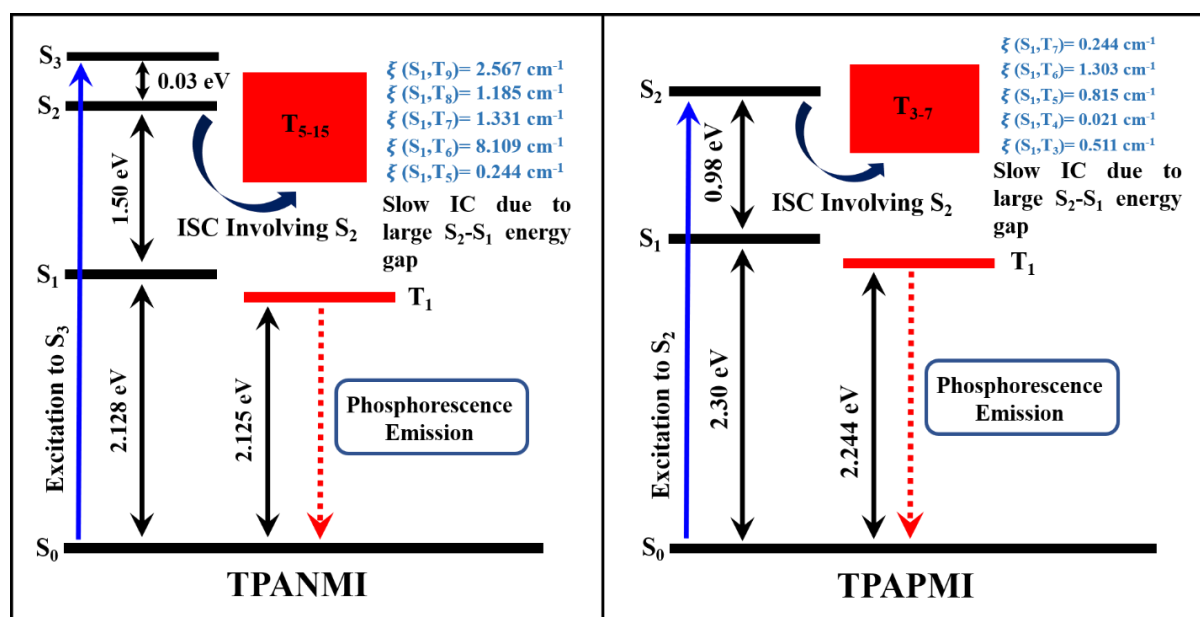 S3
0.03 eV
S2
1.50 eV
S1
2.128 eV
Excitation to S3
S0
T5-15
ISC Involving S2
ξ (S1,T9)= 2.567 cm-1
ξ (S1,T8)= 1.185 cm-1
ξ (S1,T7)= 1.331 cm-1
ξ (S1,T6)= 8.109 cm-1
ξ (S1,T5)= 0.244 cm-1
Slow IC due to
large S2-S1 energy
gap
T1
2.125 eV
Phosphorescence
Emission
TPANMI
S2
0.98 eV
S1
2.30 eV
Excitation to S2
S0
T3-7
ISC Involving S2
ξ (S1,T7)= 0.244 cm-1
ξ (S1,T6)= 1.303 cm-1
ξ (S1,T5)= 0.815 cm-1
ξ (S1,T4)= 0.021 cm-1
ξ (S1,T3)= 0.511 cm-1
Slow IC due to
large S2-S1 energy
gap
T1
2.244 eV
Phosphorescence
Emission
TPAPMI